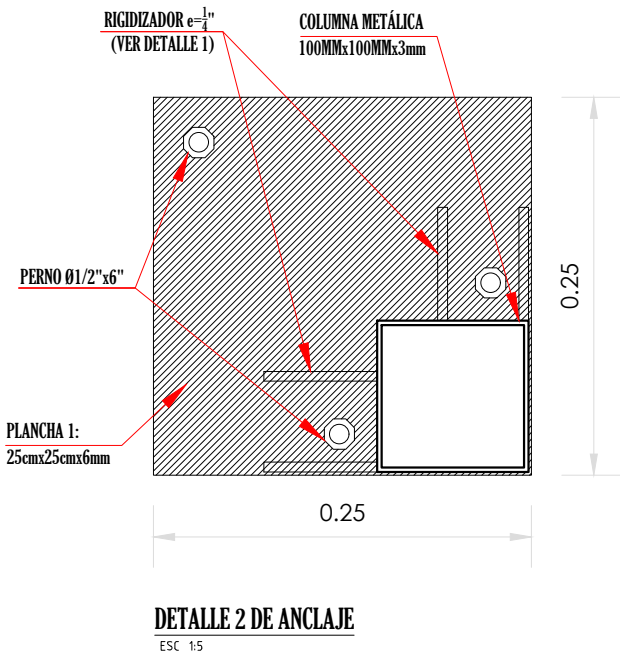 RIGIDIZADOR e=1/4"
(VER DETALLE 1)
COLUMNA METÁLICA
100MMx100MMx3mm
PERNO Ø1/2"x6"
0.25
PLANCHA 1:
25cmx25cmx6mm
0.25
DETALLE 2 DE ANCLAJE
ESC 1:5